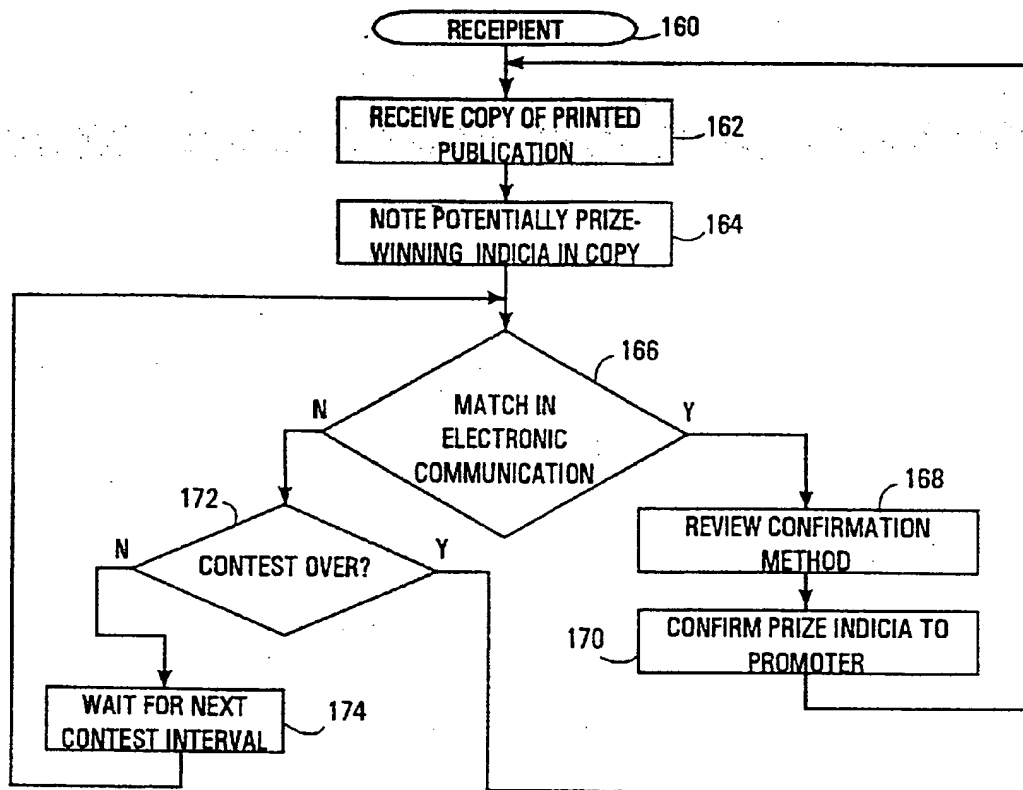 RECEIPIENT
160
RECEIVE COPY OF PRINTED
PUBLICATION
162
NOTE POTENTIALLY PRIZE-
WINNING INDICIA IN COPY
164
166
N
MATCH IN
ELECTRONIC
COMMUNICATION
Y
172
168
N
CONTEST OVER?
Y
REVIEW CONFIRMATION
METHOD
170
CONFIRM PRIZE INDICIA TO
PROMOTER
WAIT FOR NEXT
CONTEST INTERVAL
174